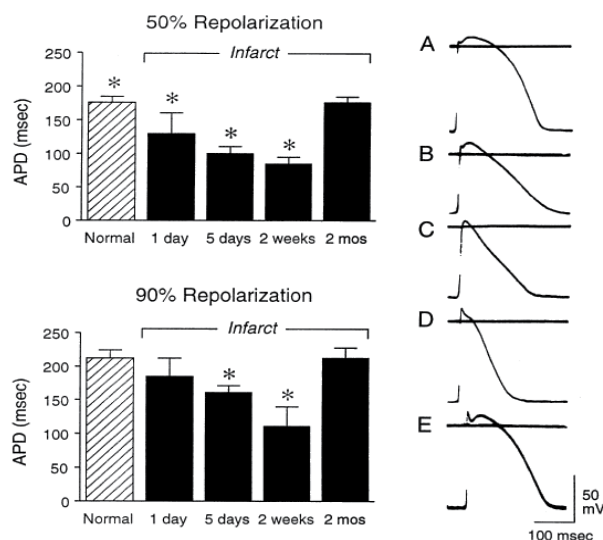 50% Repolarization
Infarct
*
*
*
*
APD (msec)
250
200
150
100
50
0
Normal 1 day 5 days 2 weeks 2 mos
90% Repolarization
Infarct
*
*
APD (msec)
250
200
150
100
50
0
Normal 1 day 5 days 2 weeks 2 mos
A
B
C
D
E
50
mV
100 msec